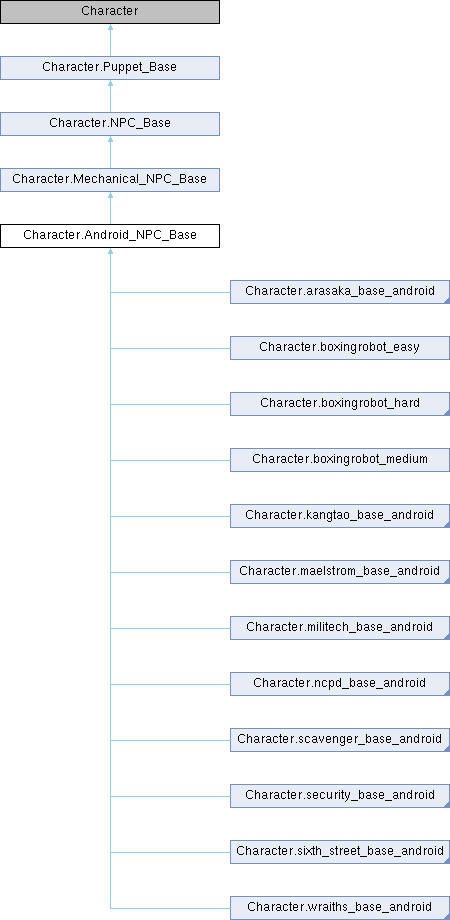 Character
Character.Puppet_Base
Character.NPC_Base
Character.Mechanical_NPC_Base
Character.Android_NPC_Base
Character.arasaka_base_android
Character.boxingrobot_easy
Character.boxingrobot_hard
Character.boxingrobot_medium
Character.kangtao_base_android
Character.maelstrom_base_android
Character.militech_base_android
Character.ncpd_base_android
Character.scavenger_base_android
Character.security_base_android
Character.sixth_street_base_android
Character.wraiths_base_android